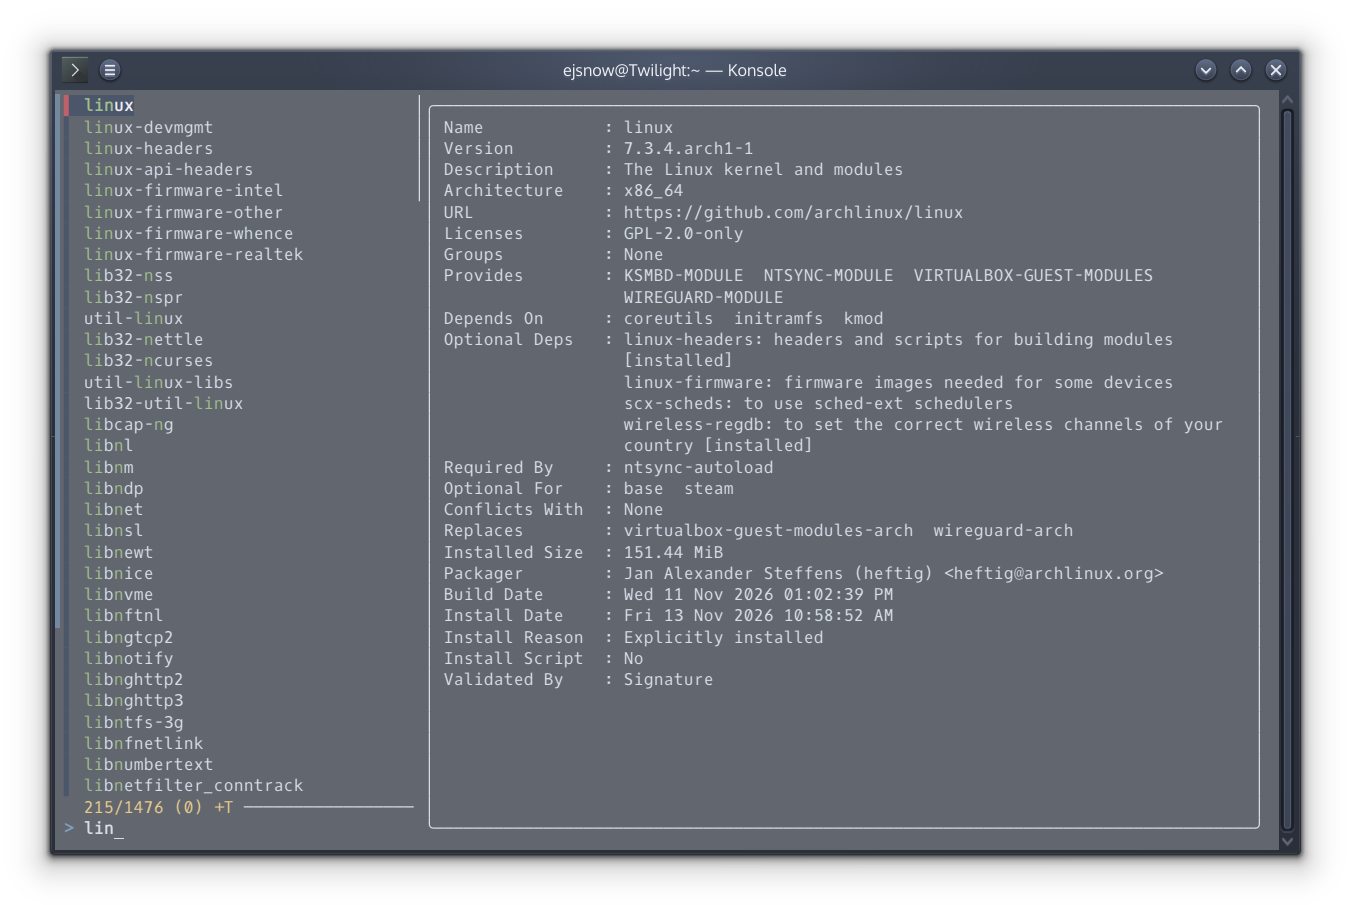 ejsnow@Twilight:~ — Konsole
linux
linux-devmgmt
linux-headers
linux-api-headers
linux-firmware-intel
linux-firmware-other
linux-firmware-whence
linux-firmware-realtek
lib32-nss
lib32-nspr
util-linux
lib32-nettle
lib32-ncurses
util-linux-libs
lib32-util-linux
libcap-ng
libnl
libnm
libndp
libnet
libnsl
libnewt
libnice
libnvme
libnftnl
libngtcp2
libnotify
libnghttp2
libnghttp3
libntfs-3g
libnfnetlink
libnumbertext
libnetfilter_conntrack
215/1476 (0) +T
> lin_
Name : linux
Version : 7.3.4.arch1-1
Description : The Linux kernel and modules
Architecture : x86_64
URL : https://github.com/archlinux/linux
Licenses : GPL-2.0-only
Groups : None
Provides : KSMBD-MODULE NTSYNC-MODULE VIRTUALBOX-GUEST-MODULES
WIREGUARD-MODULE
Depends On : coreutils initramfs kmod
Optional Deps : linux-headers: headers and scripts for building modules
[installed]
linux-firmware: firmware images needed for some devices
scx-scheds: to use sched-ext schedulers
wireless-regdb: to set the correct wireless channels of your
country [installed]
Required By : ntsync-autoload
Optional For : base steam
Conflicts With : None
Replaces : virtualbox-guest-modules-arch wireguard-arch
Installed Size : 151.44 MiB
Packager : Jan Alexander Steffens (heftig) <heftig@archlinux.org>
Build Date : Wed 11 Nov 2026 01:02:39 PM
Install Date : Fri 13 Nov 2026 10:58:52 AM
Install Reason : Explicitly installed
Install Script : No
Validated By : Signature